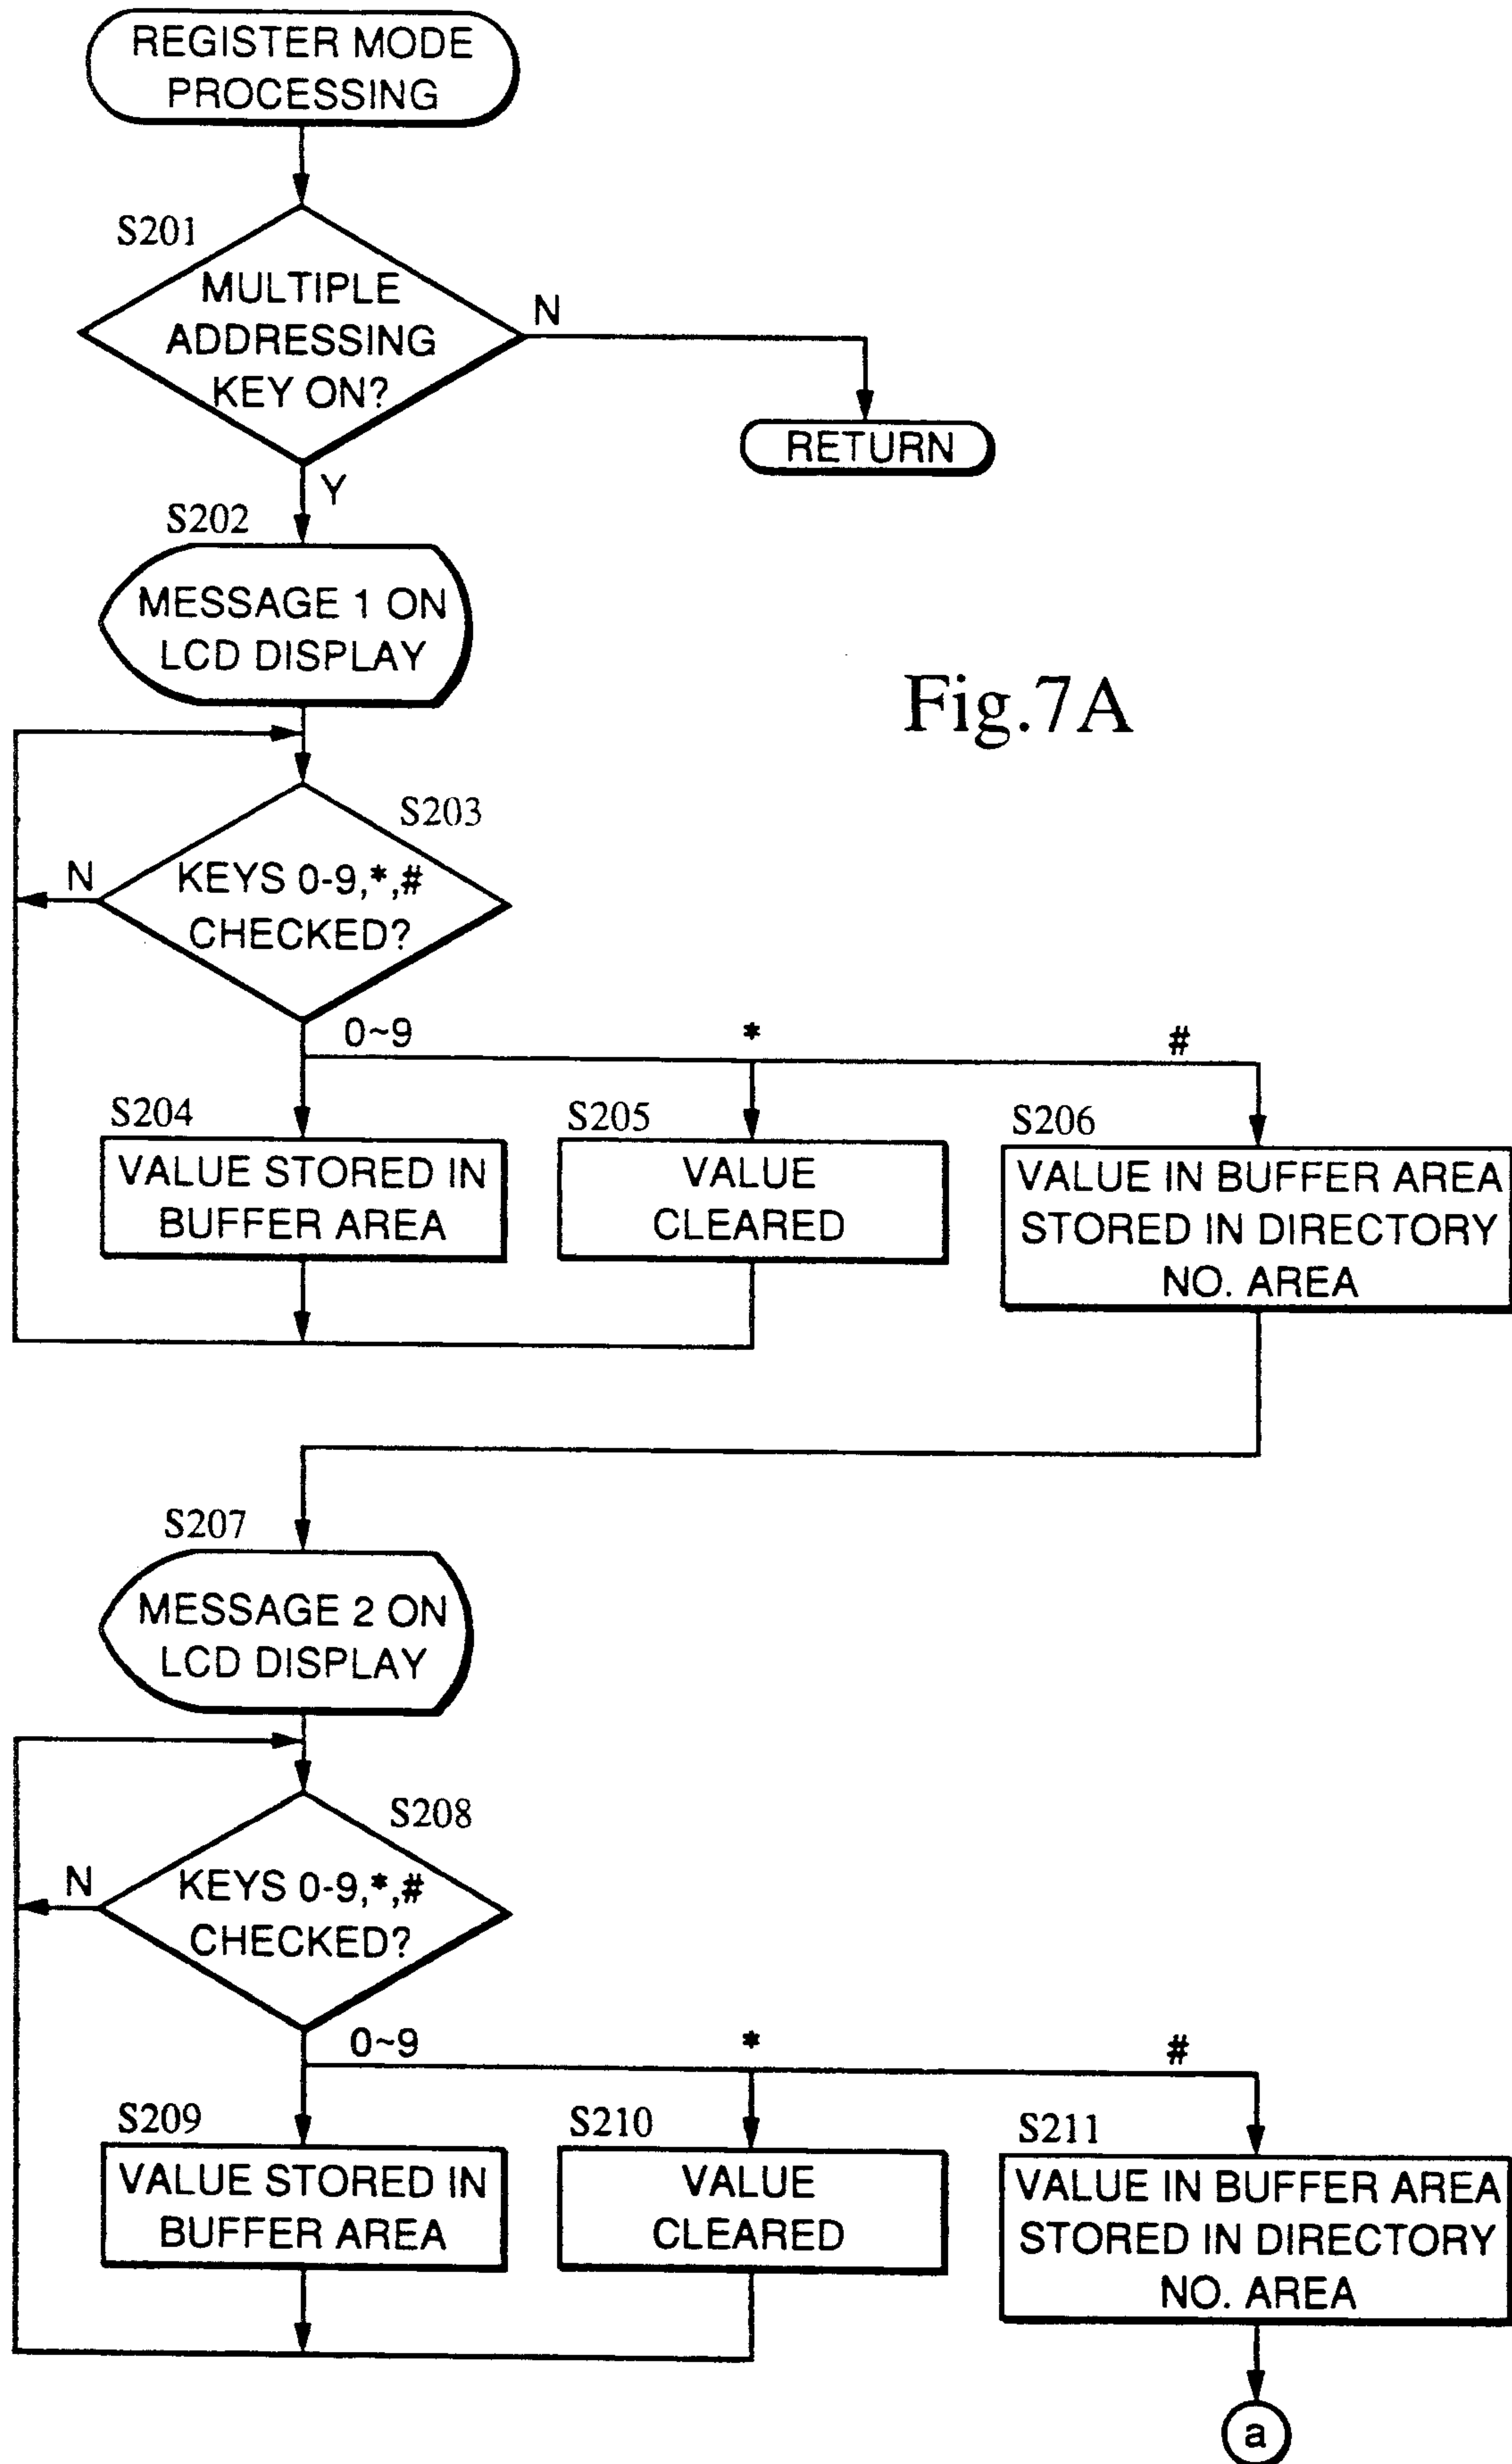 REGISTER MODE
PROCESSING
S201
MULTIPLE
ADDRESSING
KEY ON?
N
RETURN
Y
S202
MESSAGE 1 ON
LCD DISPLAY
Fig.7A
S203
N
KEYS 0-9,*,#
CHECKED?
0~9
*
#
S204
VALUE STORED IN
BUFFER AREA
S205
VALUE
CLEARED
S206
VALUE IN BUFFER AREA
STORED IN DIRECTORY
NO. AREA
S207
MESSAGE 2 ON
LCD DISPLAY
S208
N
KEYS 0-9,*,#
CHECKED?
0~9
*
#
S209
VALUE STORED IN
BUFFER AREA
S210
VALUE
CLEARED
S211
VALUE IN BUFFER AREA
STORED IN DIRECTORY
NO. AREA
a